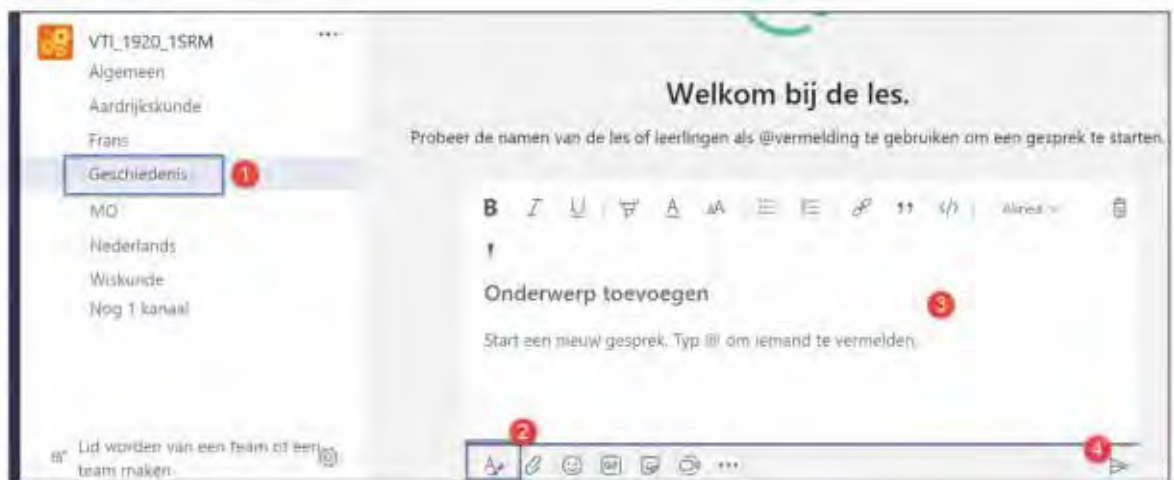 VTI_1920_1SRM ...
Algemeen
Aardrijkskunde
Frans
Geschiedenis 1
MO
Nederlands
Wiskunde
Nog 1 kanaal
Lid worden van een team of een
team maken
Welkom bij de les.
Probeer de namen van de les of leerlingen als @vermelding te gebruiken om een gesprek te starten.
B I U A AA Alinea
Onderwerp toevoegen
3
Start een nieuw gesprek. Typ @ om iemand te vermelden.
2
4
GIF ...